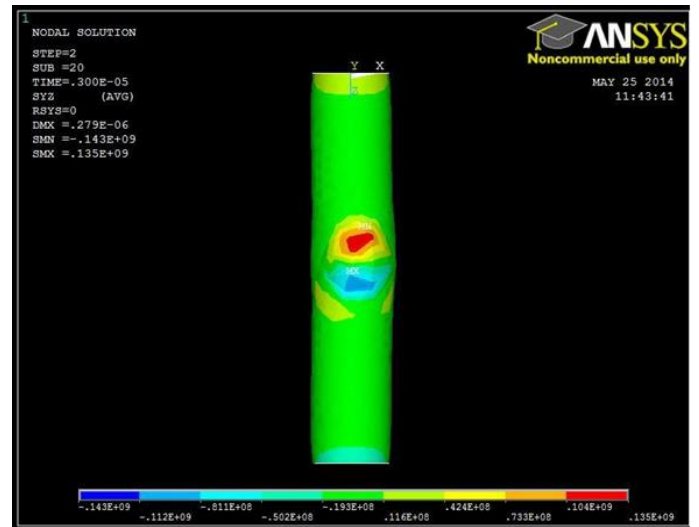 1
NODAL SOLUTION
STEP=2
SUB =20
TIME=.300E-05
SYZ (AVG)
RSYS=0
DMX =.279E-06
SMN =-.143E+09
SMX =.135E+09
ANSYS
Noncommercial use only
MAY 25 2014
11:43:41
Y X
Z
MN
MX
-.143E+09 -.811E+08 -.193E+08 .424E+08 .104E+09
-.112E+09 -.502E+08 .116E+08 .733E+08 .135E+09